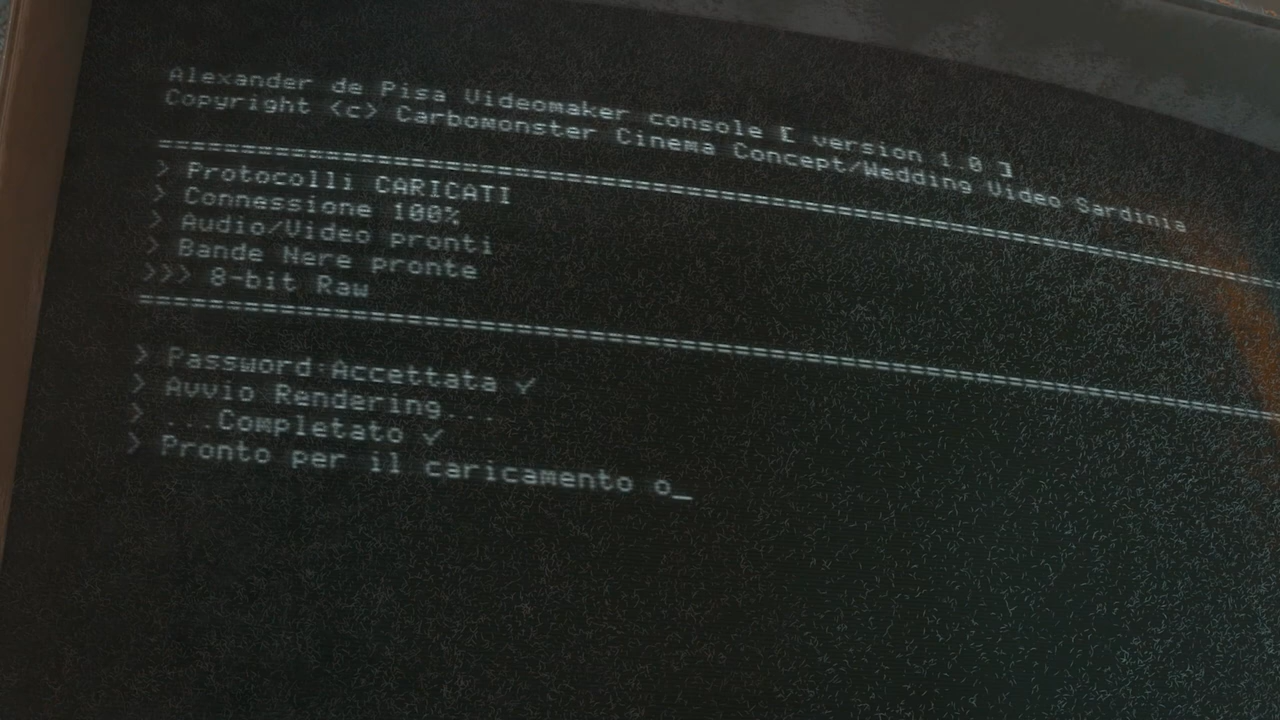 Alexander de Pisa Videomaker console [ version 1.0 ]
Copyright <c> Carbomonster Cinema Concept/Wedding Video Sardinia
> Protocolli CARICATI
> Connessione 100%
> Audio/Video pronti
> Bande Nere pronte
>>> 8-bit Raw
> Password:Accettata ✓
> Avvio Rendering...
> ...Completato ✓
> Pronto per il caricamento o_